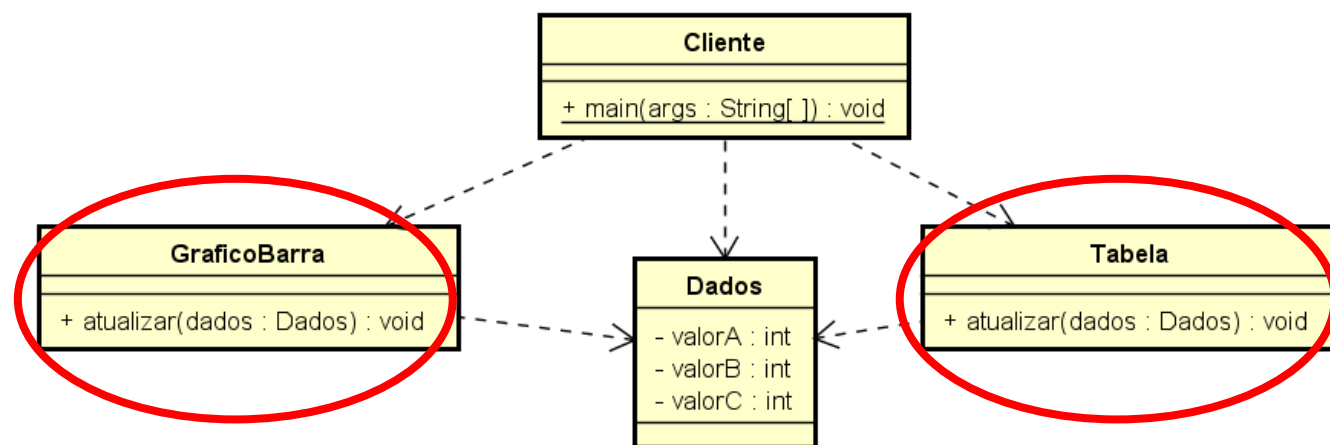 Cliente
+ main(args : String[ ]) : void
GraficoBarra
+ atualizar(dados : Dados) : void
Dados
- valorA : int
- valorB : int
- valorC : int
Tabela
+ atualizar(dados : Dados) : void